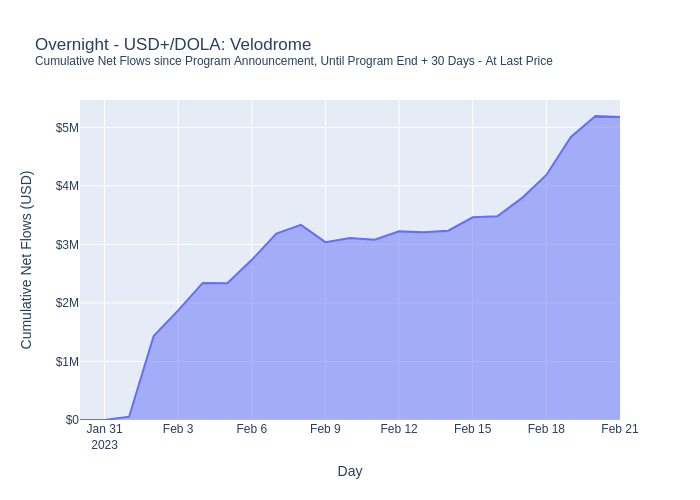 Overnight - USD+/DOLA: Velodrome
Cumulative Net Flows since Program Announcement, Until Program End + 30 Days - At Last Price
Cumulative Net Flows (USD)
$5M
$4M
$3M
$2M
$1M
$0
Jan 31 Feb 3 Feb 6 Feb 9 Feb 12 Feb 15 Feb 18 Feb 21
2023
Day